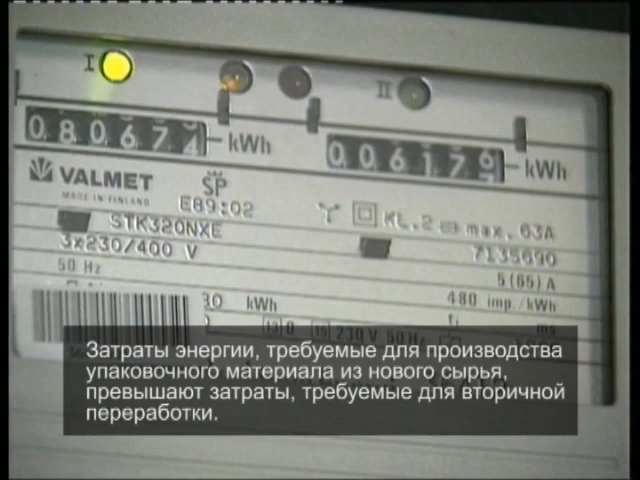 I II
080674 kWh 006179 kWh
VALMET ŠP
MADE IN FINLAND E89:02
KL.2 max. 63A
STK320NXE 7135690
3x230/400 V
50 Hz 5(65)A
kWh 480 imp./kWh
230 V 50 Hz
Затраты энергии, требуемые для производства
упаковочного материала из нового сырья,
превышают затраты, требуемые для вторичной
переработки.